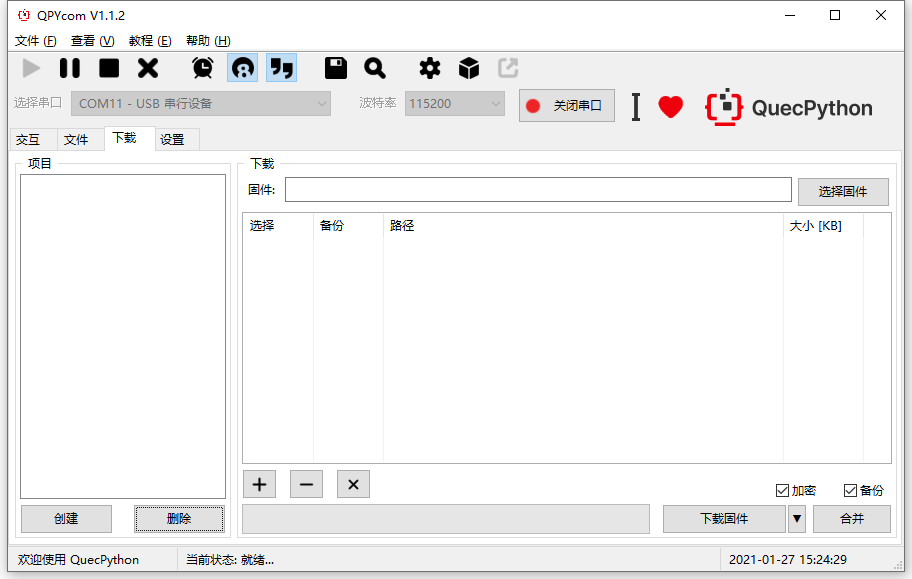 QPYcom V1.1.2
文件 (F) 查看 (V) 教程 (E) 帮助 (H)
选择串口 COM11 - USB 串行设备 波特率 115200 关闭串口 QuecPython
交互 文件 下载 设置
项目 下载
固件: 选择固件
选择 备份 路径 大小 [KB]
加密 备份
创建 删除 下载固件 合并
欢迎使用 QuecPython 当前状态: 就绪... 2021-01-27 15:24:29